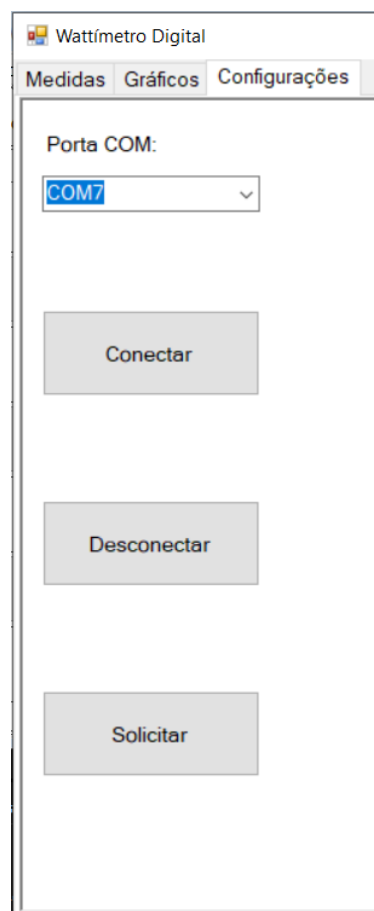 Wattímetro Digital
Medidas Gráficos Configurações
Porta COM:
COM7
Conectar
Desconectar
Solicitar